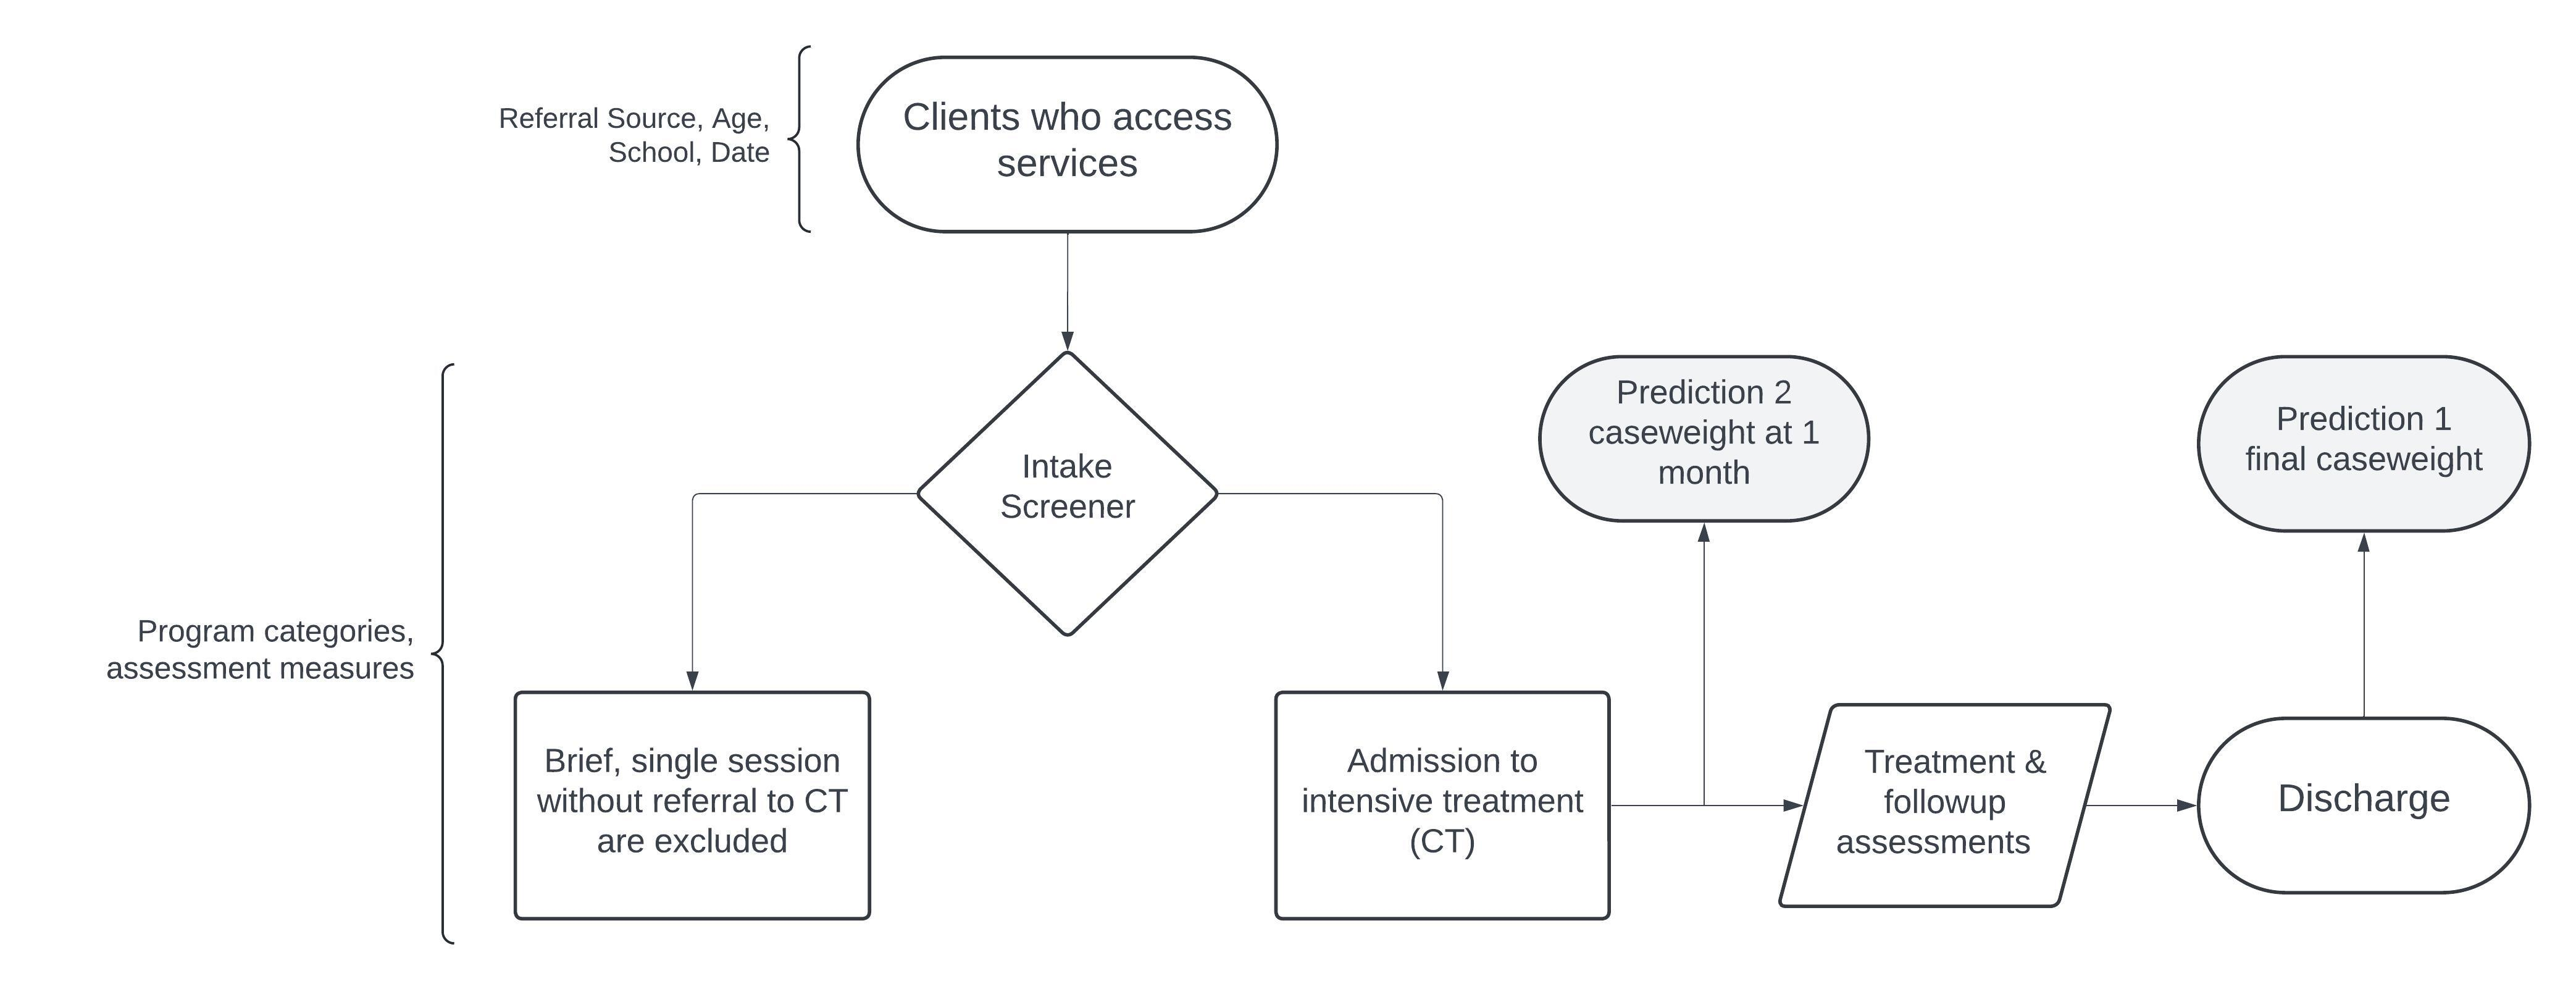 Referral Source, Age,
School, Date
Clients who access
services
Program categories,
assessment measures
Intake
Screener
Prediction 2
caseweight at 1
month
Prediction 1
final caseweight
Brief, single session
without referral to CT
are excluded
Admission to
intensive treatment
(CT)
Treatment &
followup
assessments
Discharge